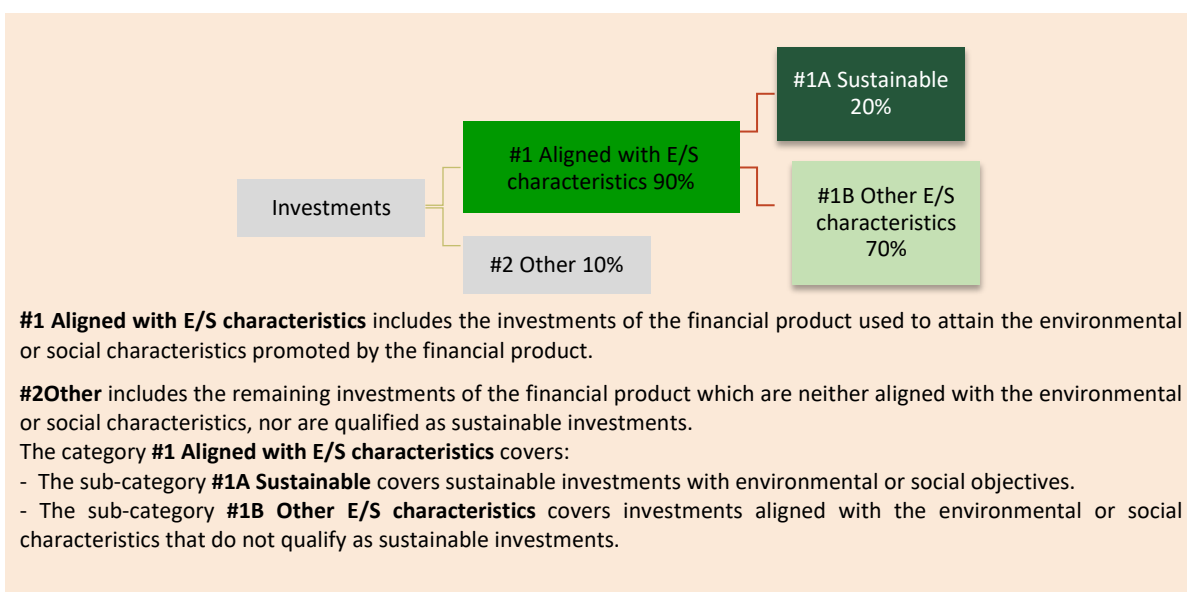 #1A Sustainable
20%
#1 Aligned with E/S
characteristics 90%
Investments
#1B Other E/S
characteristics
70%
#2 Other 10%
#1 Aligned with E/S characteristics includes the investments of the financial product used to attain the environmental
or social characteristics promoted by the financial product.
#2Other includes the remaining investments of the financial product which are neither aligned with the environmental
or social characteristics, nor are qualified as sustainable investments.
The category #1 Aligned with E/S characteristics covers:
- The sub-category #1A Sustainable covers sustainable investments with environmental or social objectives.
- The sub-category #1B Other E/S characteristics covers investments aligned with the environmental or social
characteristics that do not qualify as sustainable investments.